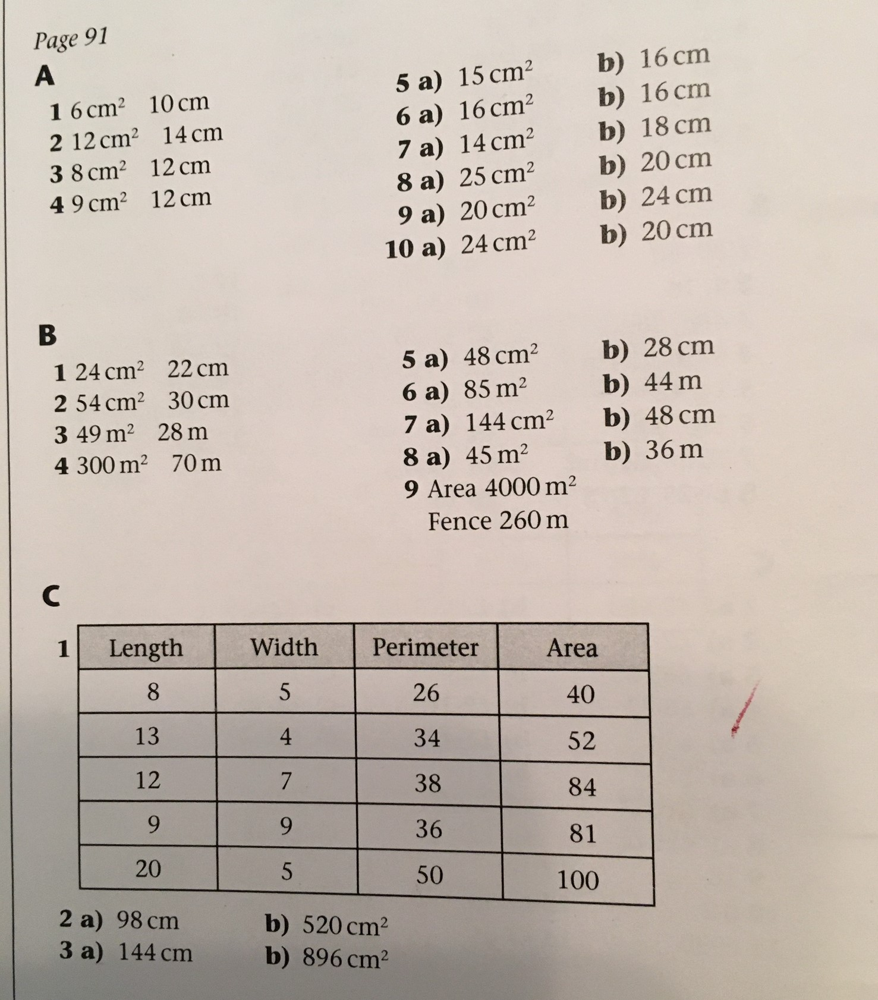 Page 91
A
1 6 cm² 10 cm
2 12 cm² 14 cm
3 8 cm² 12 cm
4 9 cm² 12 cm
5 a) 15 cm² b) 16 cm
6 a) 16 cm² b) 16 cm
7 a) 14 cm² b) 18 cm
8 a) 25 cm² b) 20 cm
9 a) 20 cm² b) 24 cm
10 a) 24 cm² b) 20 cm
B
1 24 cm² 22 cm
2 54 cm² 30 cm
3 49 m² 28 m
4 300 m² 70 m
5 a) 48 cm² b) 28 cm
6 a) 85 m² b) 44 m
7 a) 144 cm² b) 48 cm
8 a) 45 m² b) 36 m
9 Area 4000 m²
Fence 260 m
C
1 Length Width Perimeter Area
8 5 26 40
13 4 34 52
12 7 38 84
9 9 36 81
20 5 50 100
2 a) 98 cm b) 520 cm²
3 a) 144 cm b) 896 cm²